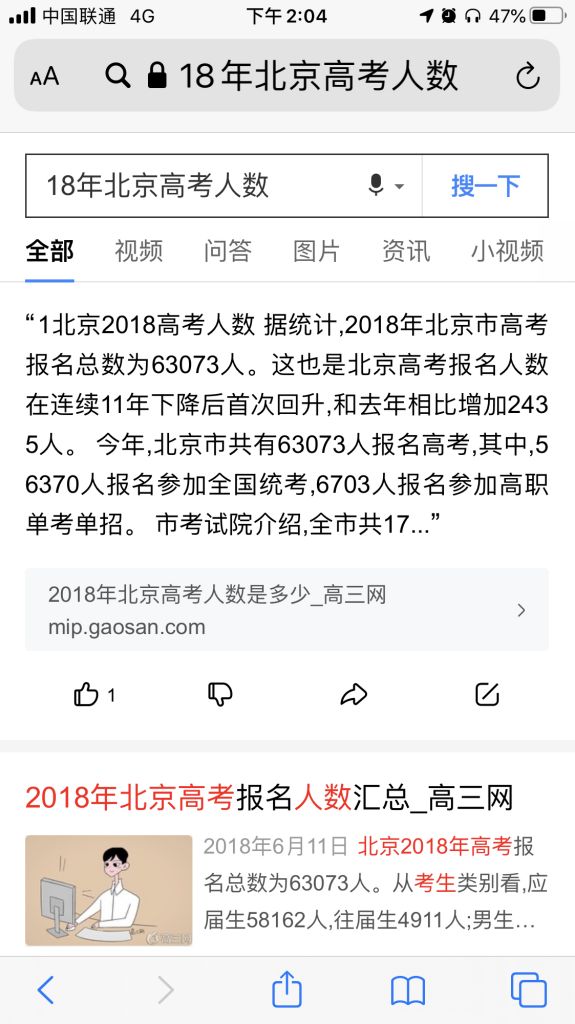 中国联通 4G 下午2:04 47%
AA 18年北京高考人数
18年北京高考人数 搜一下
全部 视频 问答 图片 资讯 小视频
“1北京2018高考人数 据统计,2018年北京市高考
报名总数为63073人。这也是北京高考报名人数
在连续11年下降后首次回升,和去年相比增加243
5人。 今年,北京市共有63073人报名高考,其中,5
6370人报名参加全国统考,6703人报名参加高职
单考单招。 市考试院介绍,全市共17...”
2018年北京高考人数是多少_高三网
mip.gaosan.com
1
2018年北京高考报名人数汇总_高三网
2018年6月11日 北京2018年高考报
名总数为63073人。从考生类别看,应
届生58162人,往届生4911人;男生...
高三网